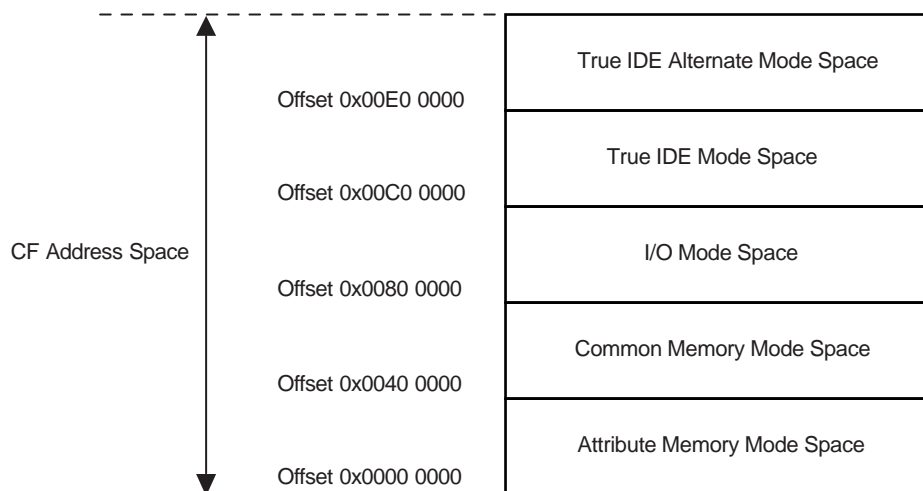 True IDE Alternate Mode Space
Offset 0x00E0 0000
True IDE Mode Space
Offset 0x00C0 0000
CF Address Space
I/O Mode Space
Offset 0x0080 0000
Common Memory Mode Space
Offset 0x0040 0000
Attribute Memory Mode Space
Offset 0x0000 0000